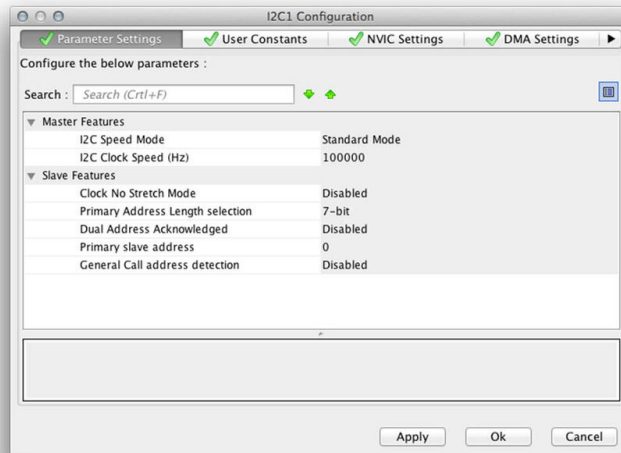 I2C1 Configuration
Parameter Settings User Constants NVIC Settings DMA Settings
Configure the below parameters :
Search : Search (Crtl+F)
Master Features
I2C Speed Mode Standard Mode
I2C Clock Speed (Hz) 100000
Slave Features
Clock No Stretch Mode Disabled
Primary Address Length selection 7-bit
Dual Address Acknowledged Disabled
Primary slave address 0
General Call address detection Disabled
Apply Ok Cancel